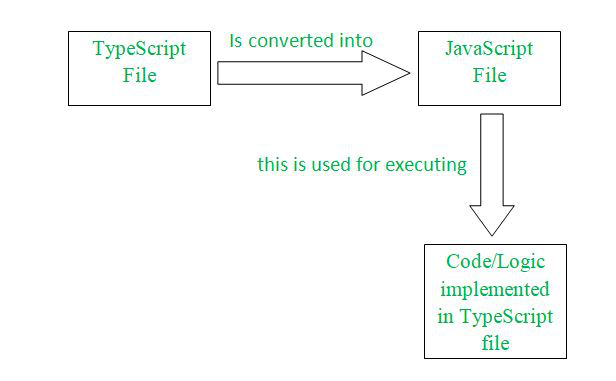 TypeScript
File
Is converted into
JavaScript
File
this is used for executing
Code/Logic
implemented
in TypeScript
file